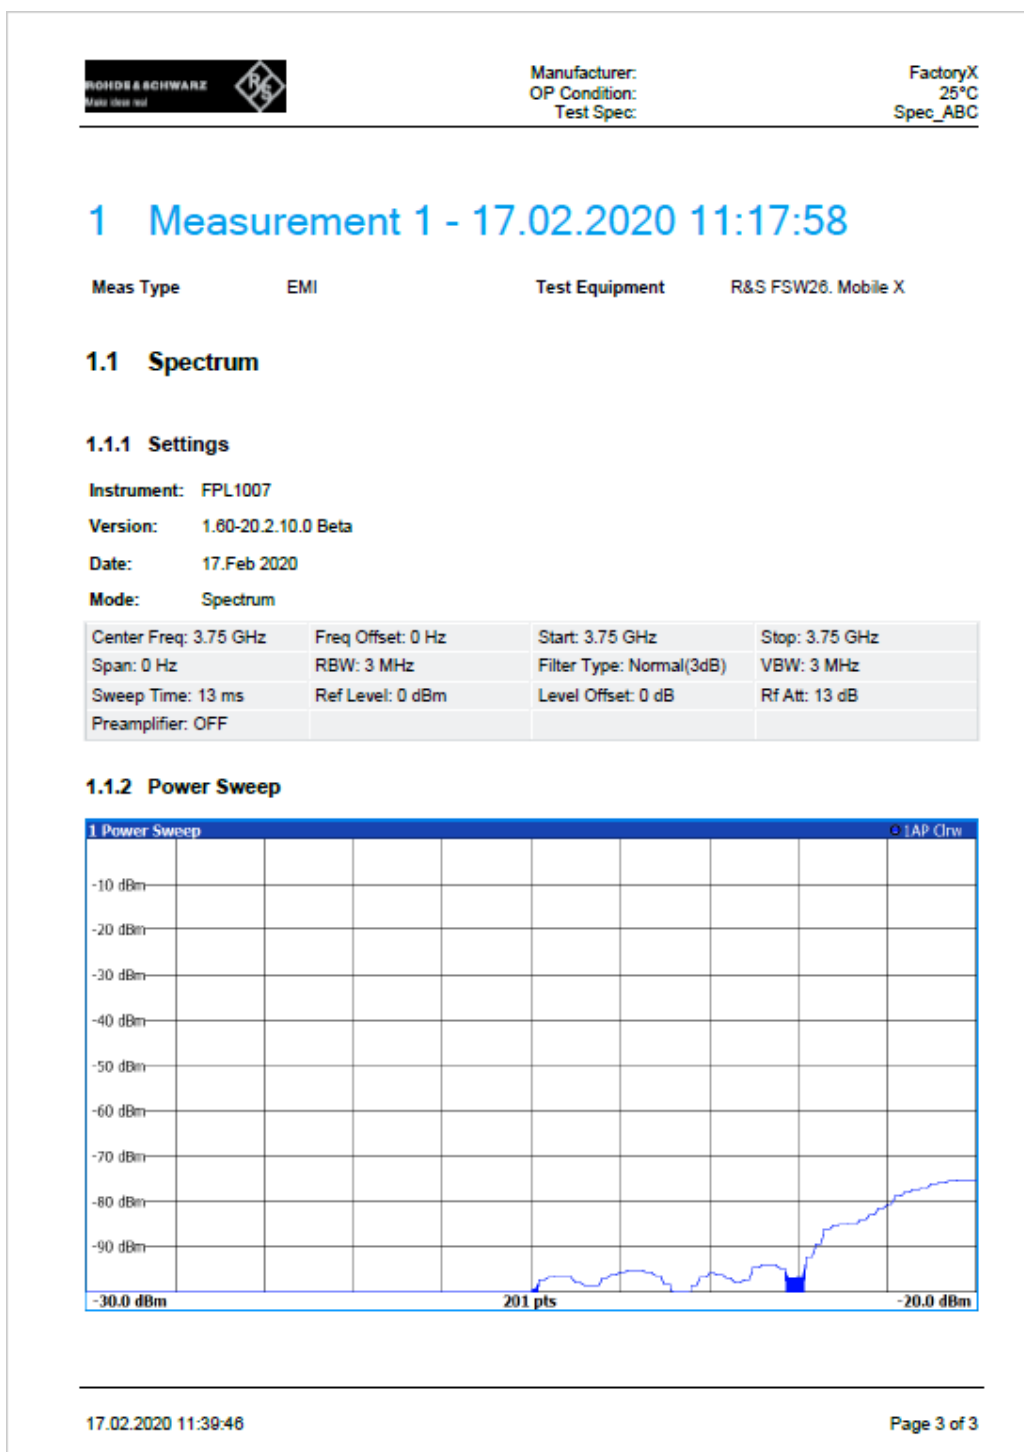 ROHDE & SCHWARZ
Make ideas real
R&S
Manufacturer: FactoryX
OP Condition: 25°C
Test Spec: Spec_ABC
1 Measurement 1 - 17.02.2020 11:17:58
Meas Type EMI Test Equipment R&S FSW26. Mobile X
1.1 Spectrum
1.1.1 Settings
Instrument: FPL1007
Version: 1.60-20.2.10.0 Beta
Date: 17.Feb 2020
Mode: Spectrum
Center Freq: 3.75 GHz Freq Offset: 0 Hz Start: 3.75 GHz Stop: 3.75 GHz
Span: 0 Hz RBW: 3 MHz Filter Type: Normal(3dB) VBW: 3 MHz
Sweep Time: 13 ms Ref Level: 0 dBm Level Offset: 0 dB Rf Att: 13 dB
Preamplifier: OFF
1.1.2 Power Sweep
1 Power Sweep 1AP Clrw
-10 dBm
-20 dBm
-30 dBm
-40 dBm
-50 dBm
-60 dBm
-70 dBm
-80 dBm
-90 dBm
-30.0 dBm 201 pts -20.0 dBm
17.02.2020 11:39:46 Page 3 of 3